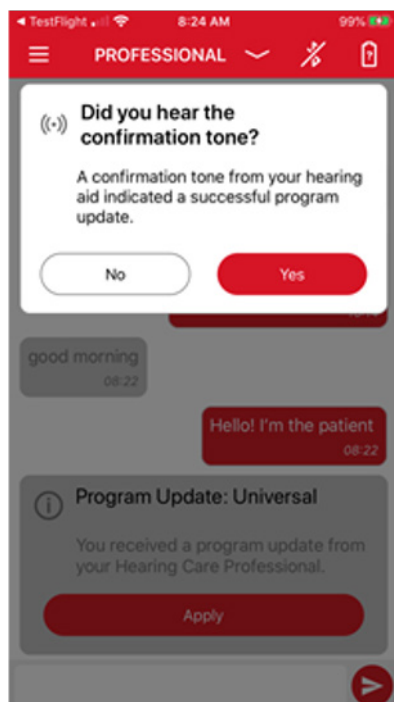 TestFlight 8:24 AM 99%
PROFESSIONAL
Did you hear the
confirmation tone?
A confirmation tone from your hearing
aid indicated a successful program
update.
No Yes
good morning
08:22
Hello! I'm the patient
08:22
Program Update: Universal
You received a program update from
your Hearing Care Professional.
Apply